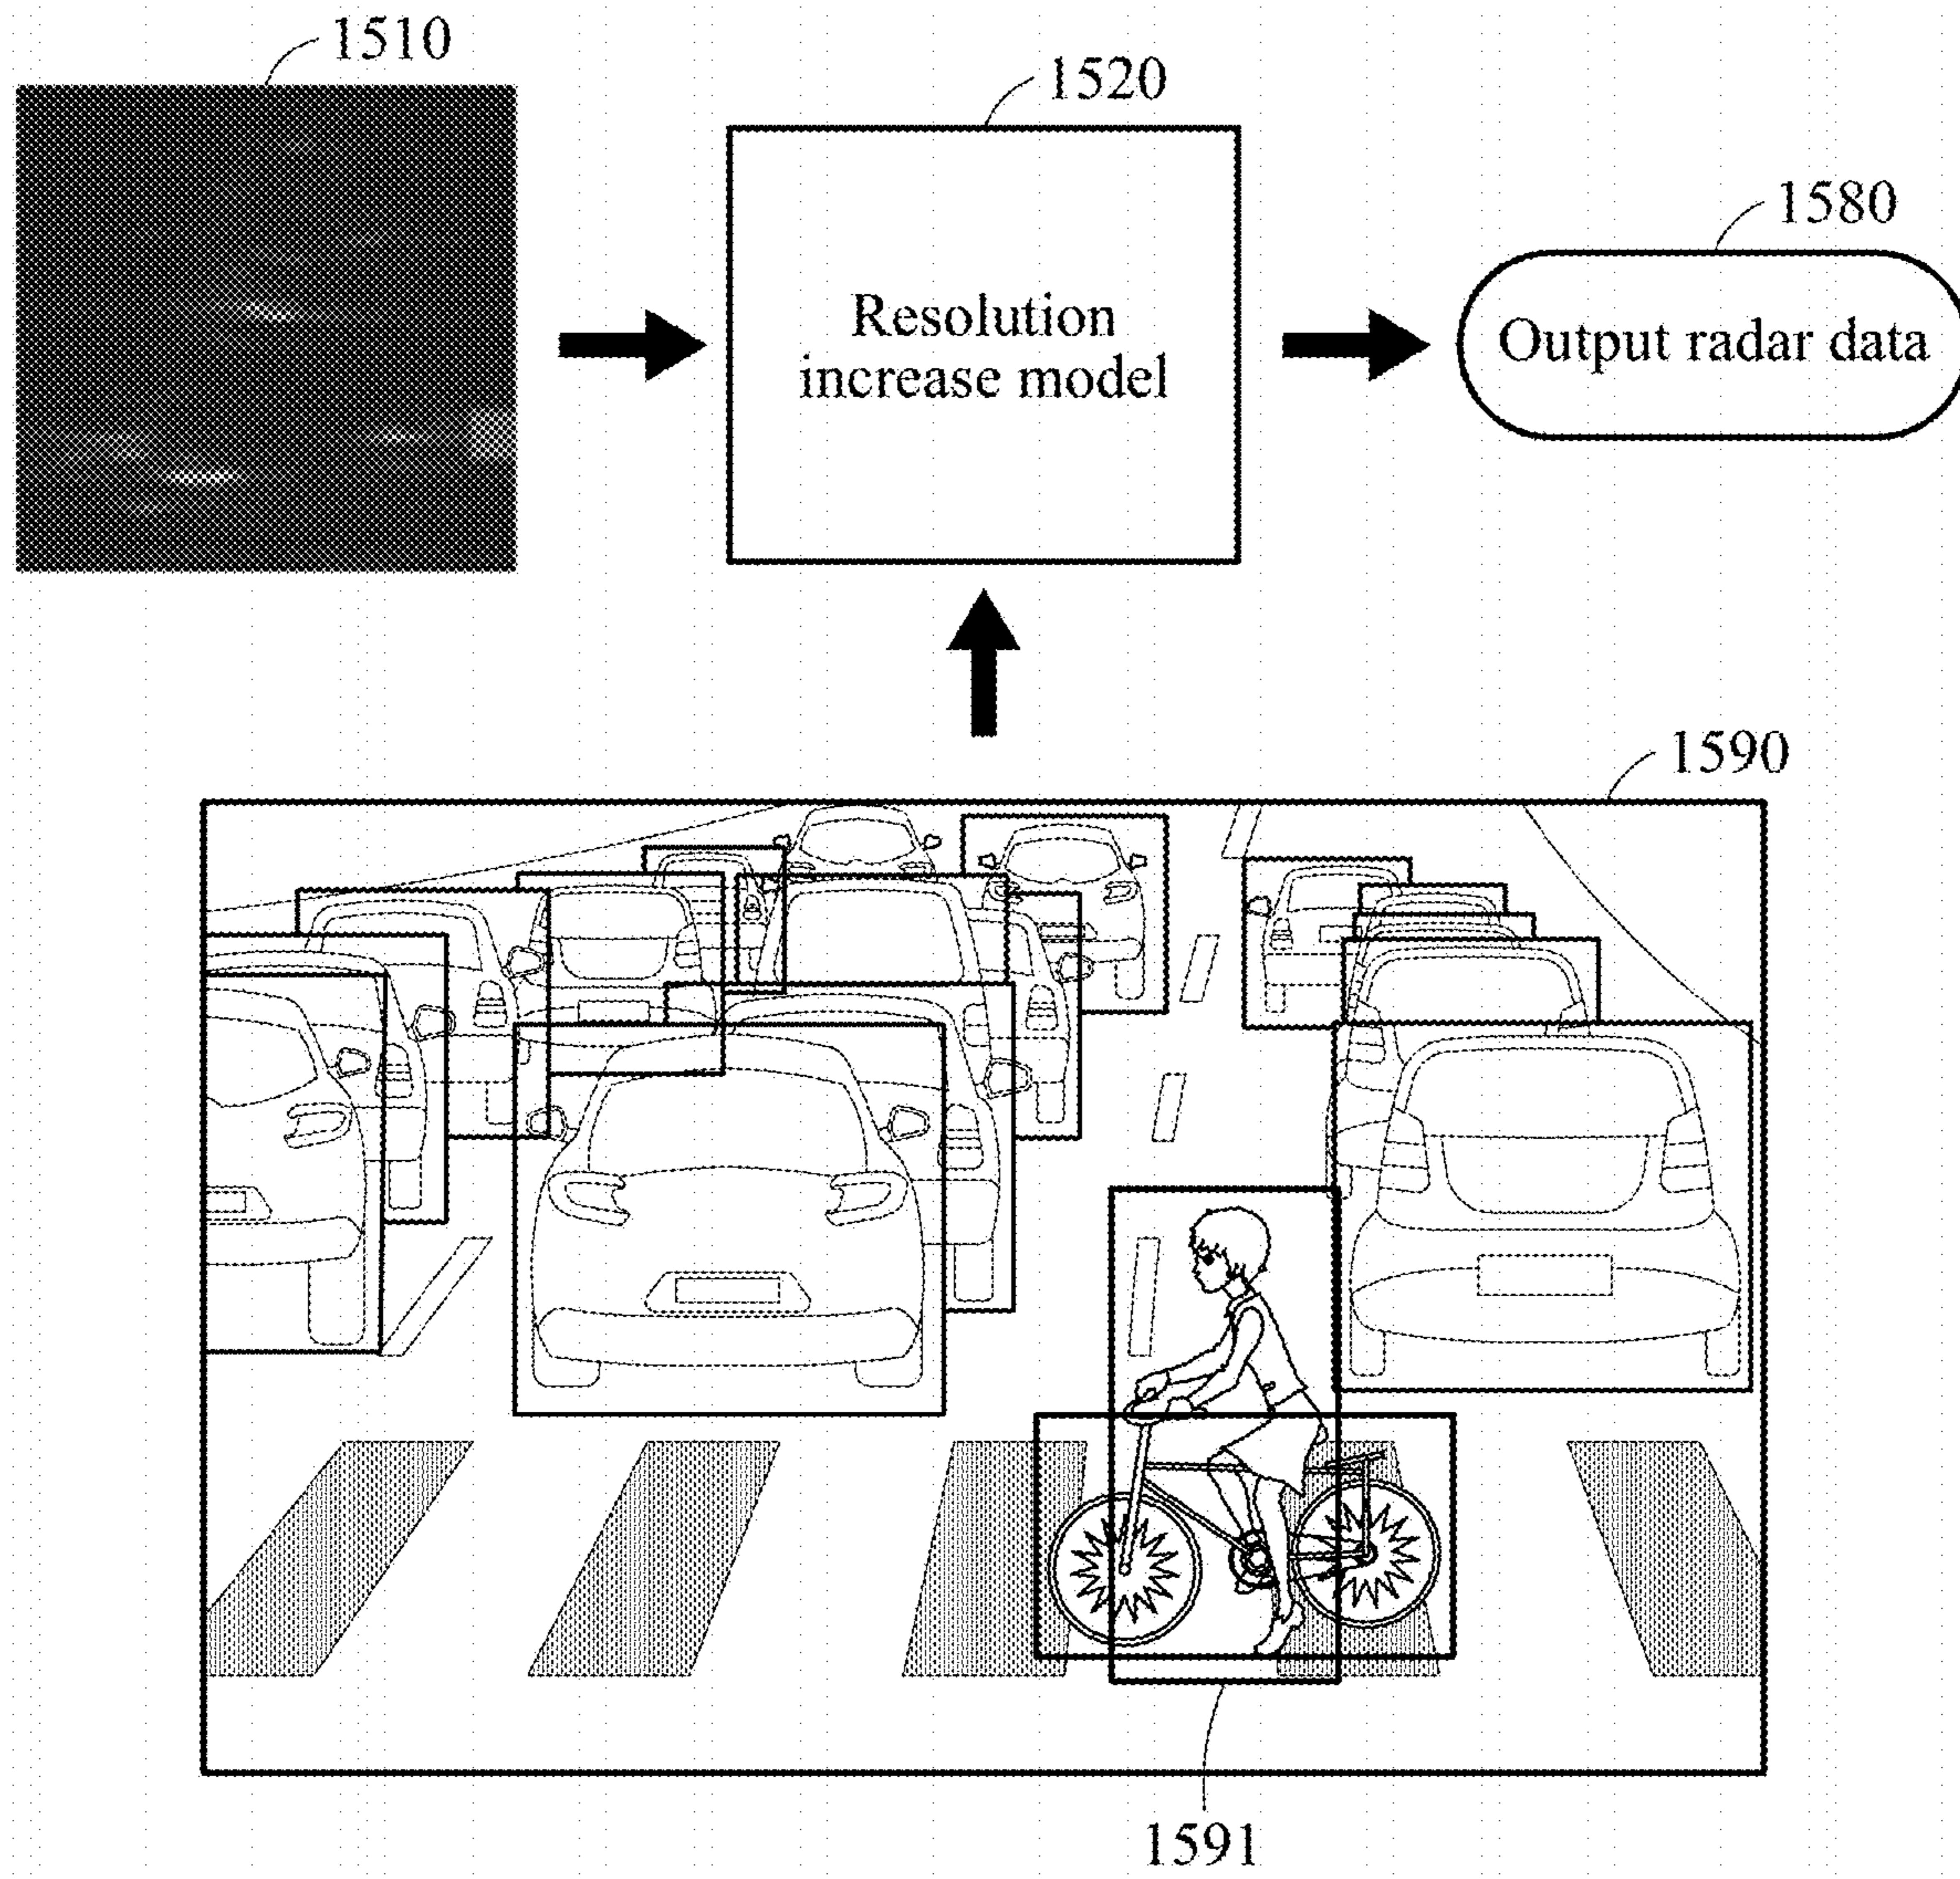 1510
1520
1580
Resolution
increase model
Output radar data
1590
1591